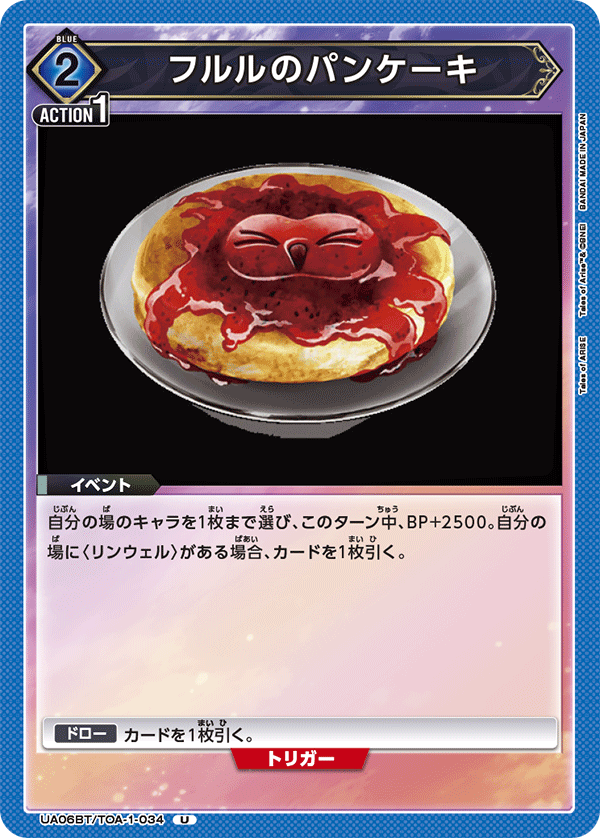 BLUE
2
フルルのパンケーキ
ACTION 1
BANDAI MADE IN JAPAN
Tales of Arise™& ©BNEI
Tales of ARISE
イベント
自分の場のキャラを1枚まで選び、このターン中、BP+2500。自分の
場に〈リンウェル〉がある場合、カードを1枚引く。
ドロー カードを1枚引く。
トリガー
UA06BT/TOA-1-034 U